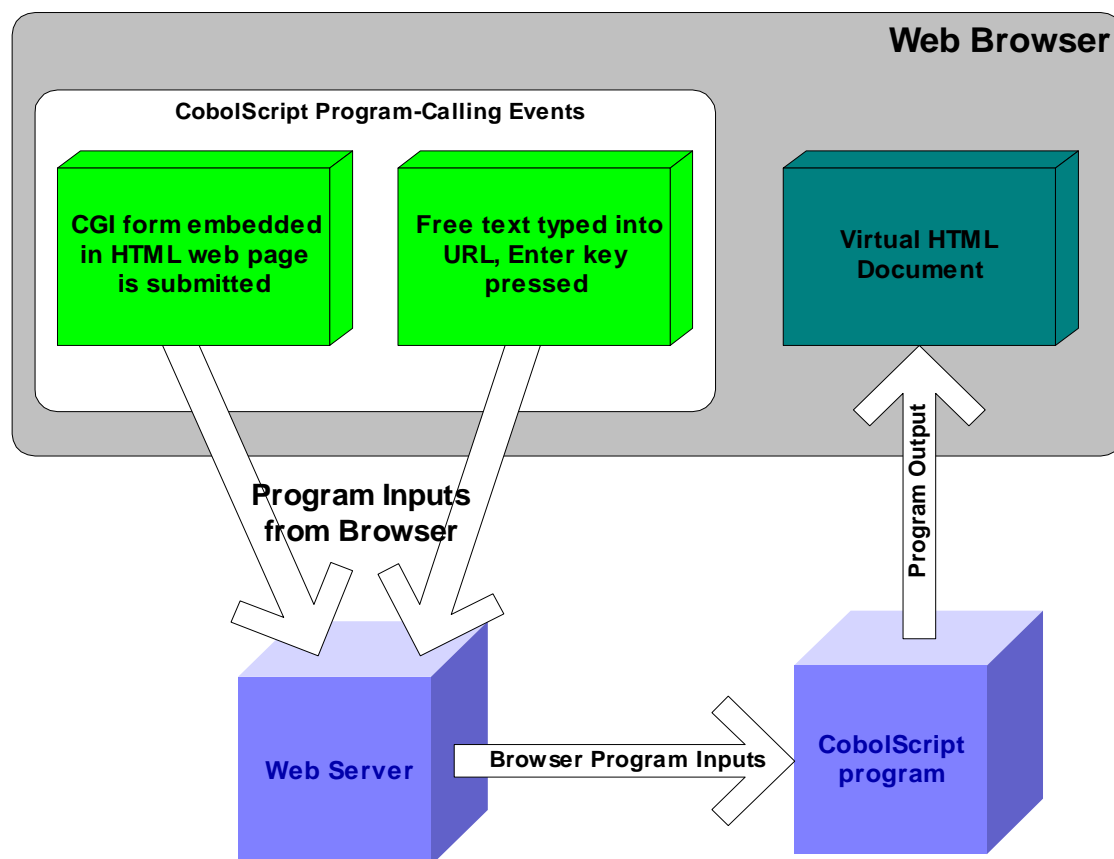 Web Browser
CobolScript Program-Calling Events
CGI form embedded
in HTML web page
is submitted
Free text typed into
URL, Enter key
pressed
Virtual HTML
Document
Program Inputs
from Browser
Program Output
Web Server
Browser Program Inputs
CobolScript
program